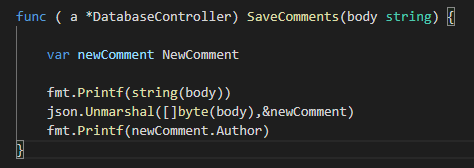 func ( a *DatabaseController) SaveComments(body string) {
var newComment NewComment
fmt.Printf(string(body))
json.Unmarshal([]byte(body),&newComment)
fmt.Printf(newComment.Author)
}